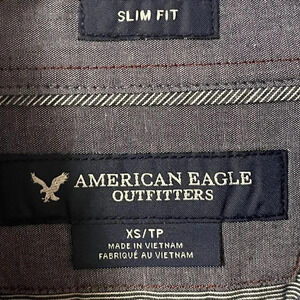 SLIM FIT
AMERICAN EAGLE
OUTFITTERS
XS/TP
MADE IN VIETNAM
FABRIQUÉ AU VIETNAM